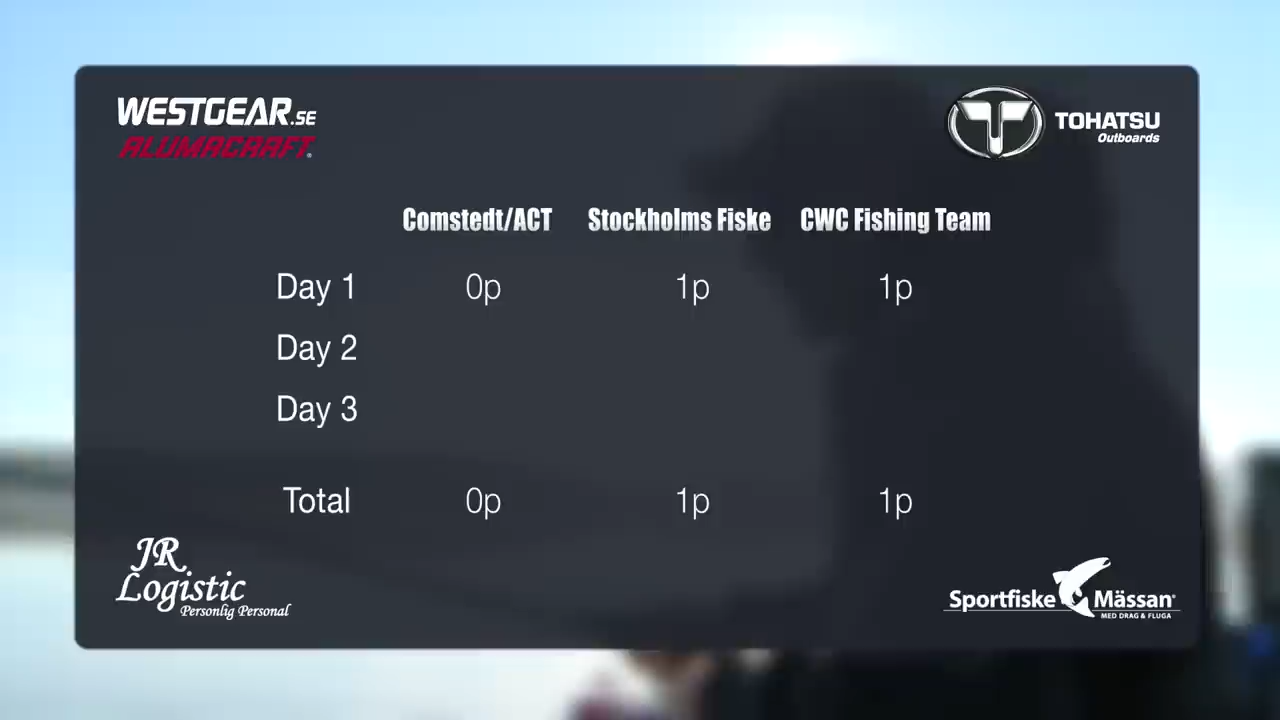 WESTGEAR.SE
ALUMACRAFT®
TOHATSU
Outboards
Comstedt/ACT Stockholms Fiske CWC Fishing Team
Day 1 0p 1p 1p
Day 2
Day 3
Total 0p 1p 1p
JR
Logistic
Personlig Personal
Sportfiske Mässan®
MED DRAG & FLUGA